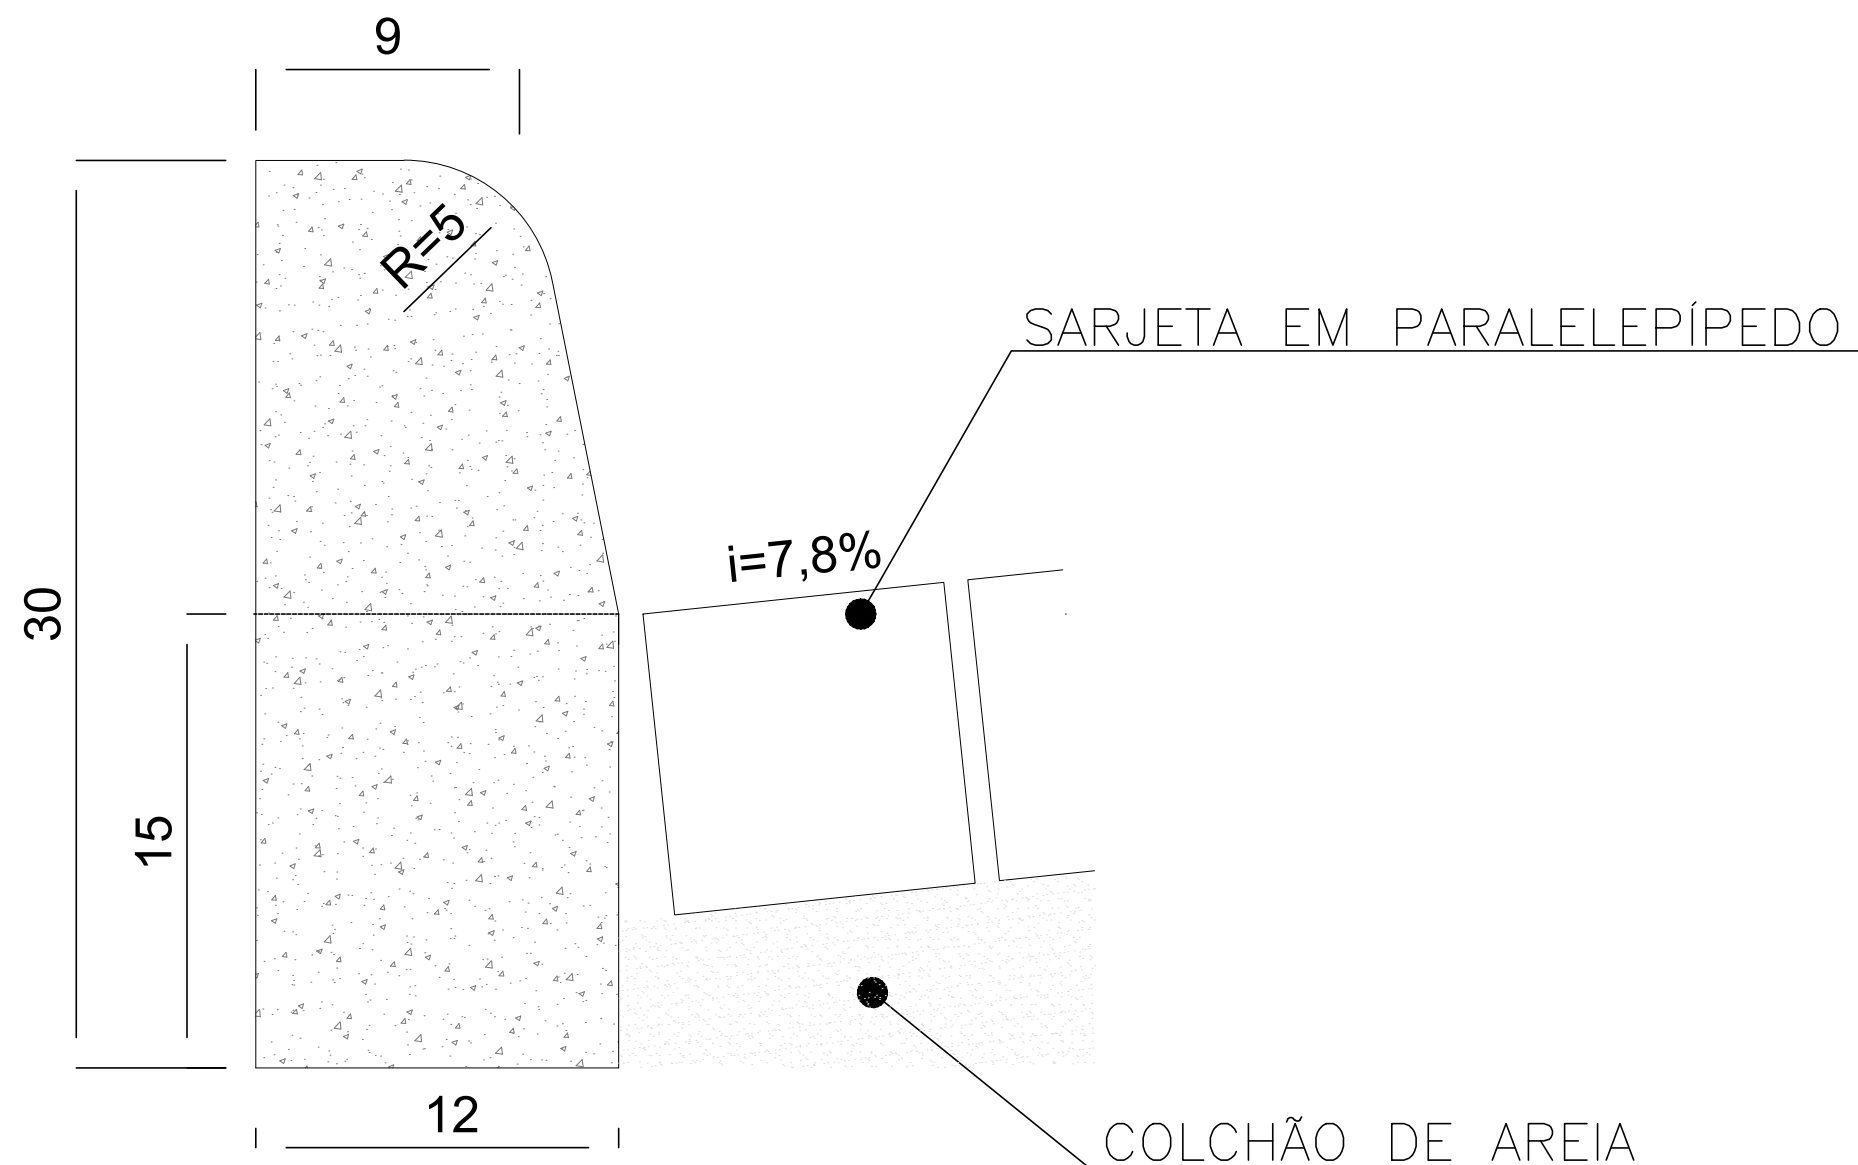 9
R=5
SARJETA EM PARALELEPÍPEDO
i=7,8%
30
15
12
COLCHÃO DE AREIA